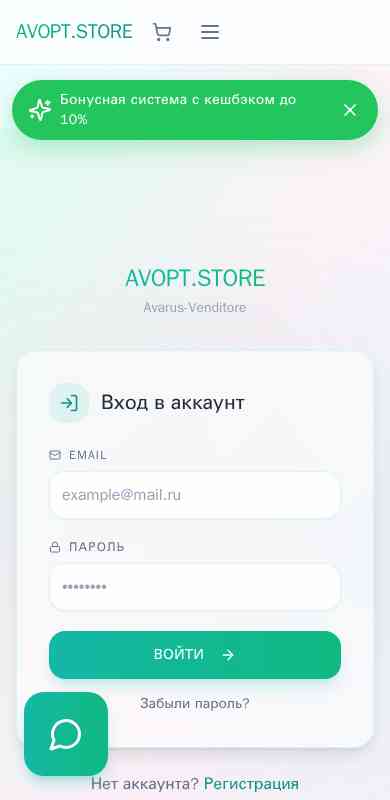 AVOPT.STORE
Бонусная система с кешбэком до
10%
AVOPT.STORE
Avarus-Venditore
Вход в аккаунт
EMAIL
example@mail.ru
ПАРОЛЬ
••••••••
ВОЙТИ
Забыли пароль?
Нет аккаунта? Регистрация